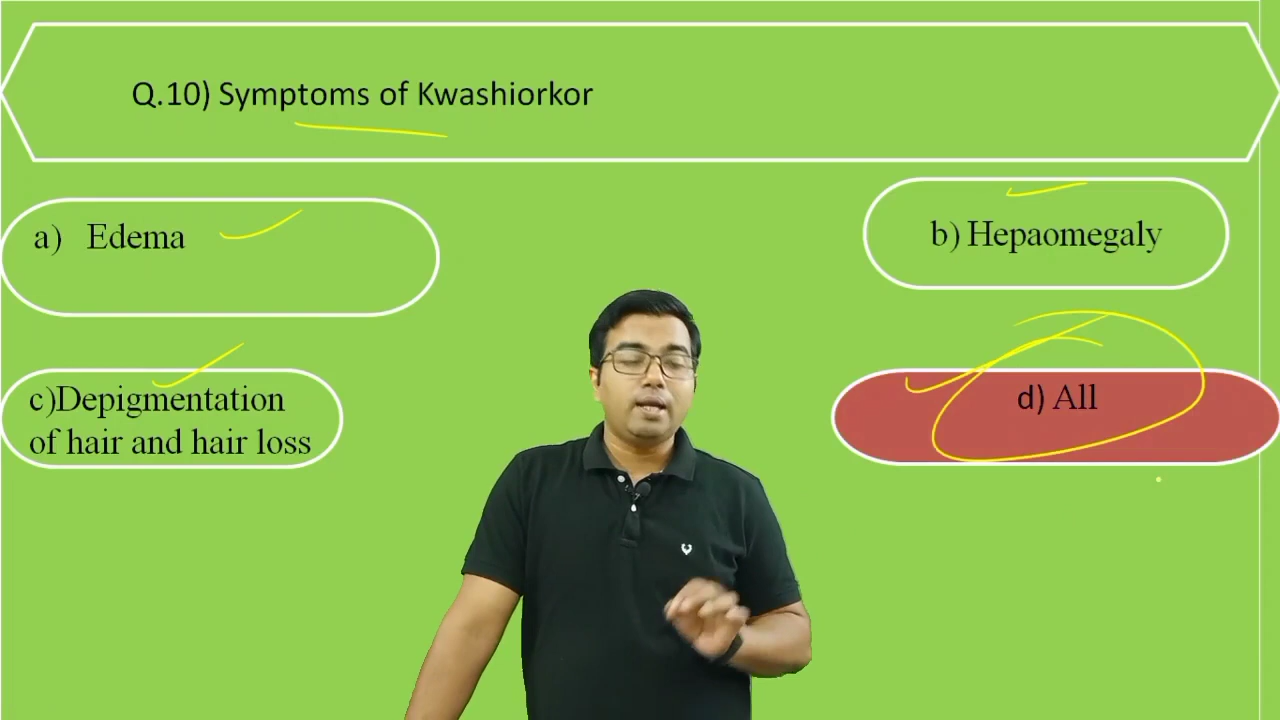 Q.10) Symptoms of Kwashiorkor
a) Edema
b) Hepaomegaly
c)Depigmentation
of hair and hair loss
d) All